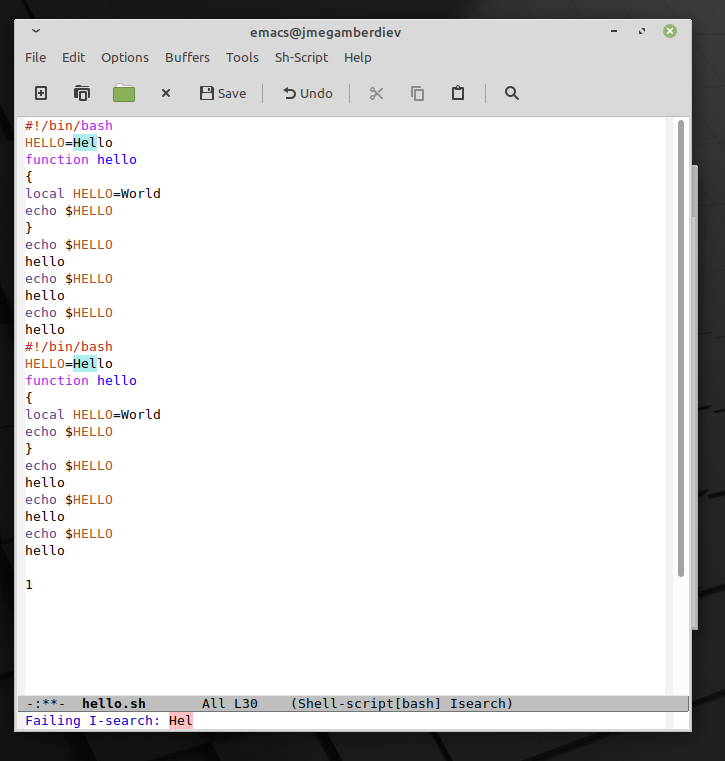 emacs@jmegamberdiev
File Edit Options Buffers Tools Sh-Script Help
Save Undo
#!/bin/bash
HELLO=Hello
function hello
{
local HELLO=World
echo $HELLO
}
echo $HELLO
hello
echo $HELLO
hello
echo $HELLO
hello
#!/bin/bash
HELLO=Hello
function hello
{
local HELLO=World
echo $HELLO
}
echo $HELLO
hello
echo $HELLO
hello
echo $HELLO
hello
1
-:**- hello.sh All L30 (Shell-script[bash] Isearch)
Failing I-search: Hel